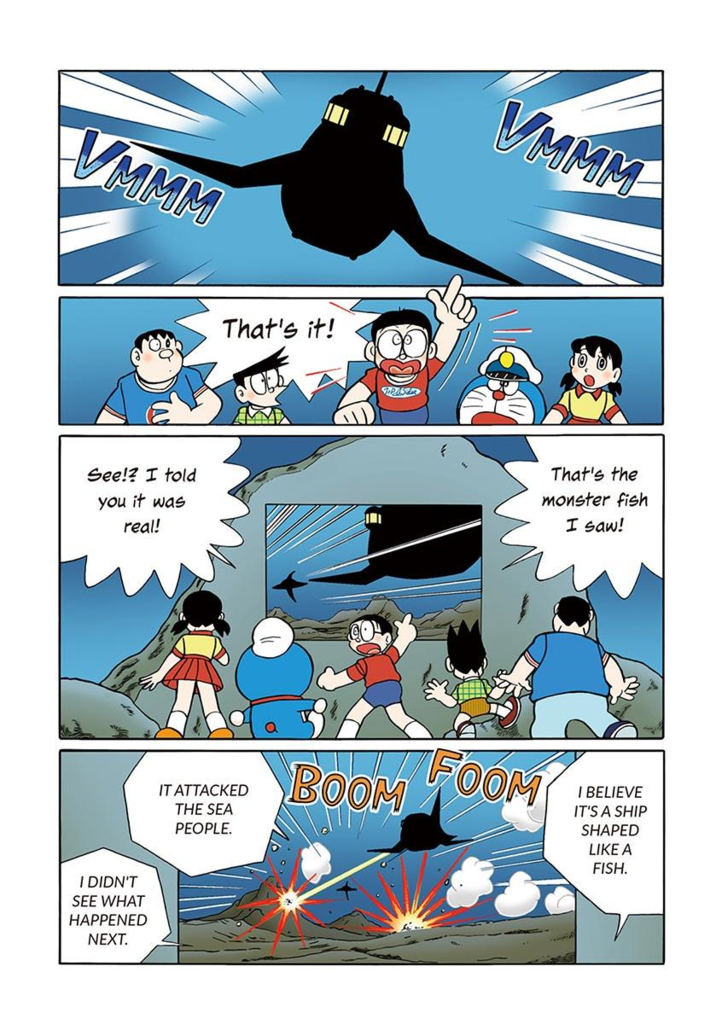 VMMM
VMMM
That's it!
See!? I told
you it was
real!
That's the
monster fish
I saw!
BOOM
FOOM
IT ATTACKED
THE SEA
PEOPLE.
I BELIEVE
IT'S A SHIP
SHAPED
LIKE A
FISH.
I DIDN'T
SEE WHAT
HAPPENED
NEXT.